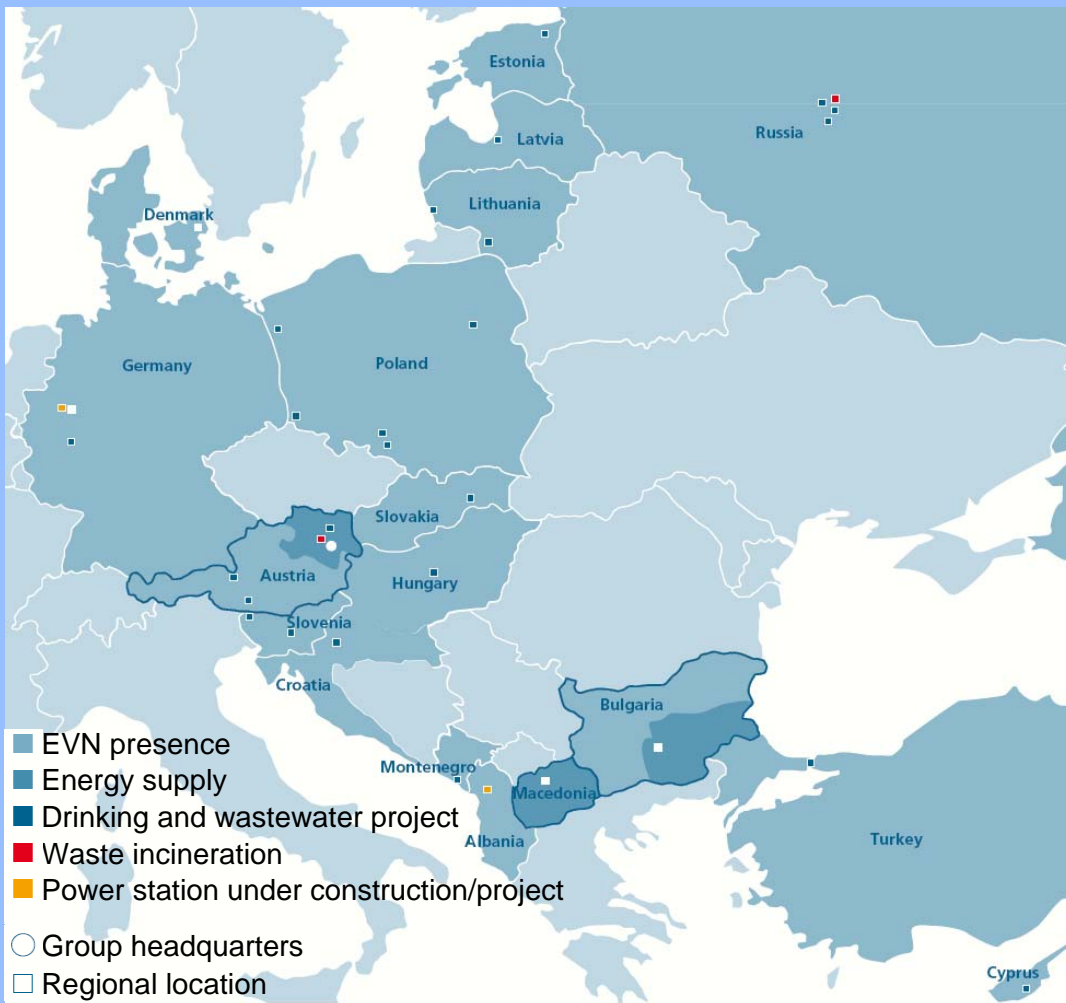 Estonia
Russia
Latvia
Lithuania
Denmark
Germany
Poland
Slovakia
Austria
Hungary
Slovenia
Croatia
Bulgaria
Montenegro
Macedonia
Albania
Turkey
Cyprus
EVN presence
Energy supply
Drinking and wastewater project
Waste incineration
Power station under construction/project
Group headquarters
Regional location